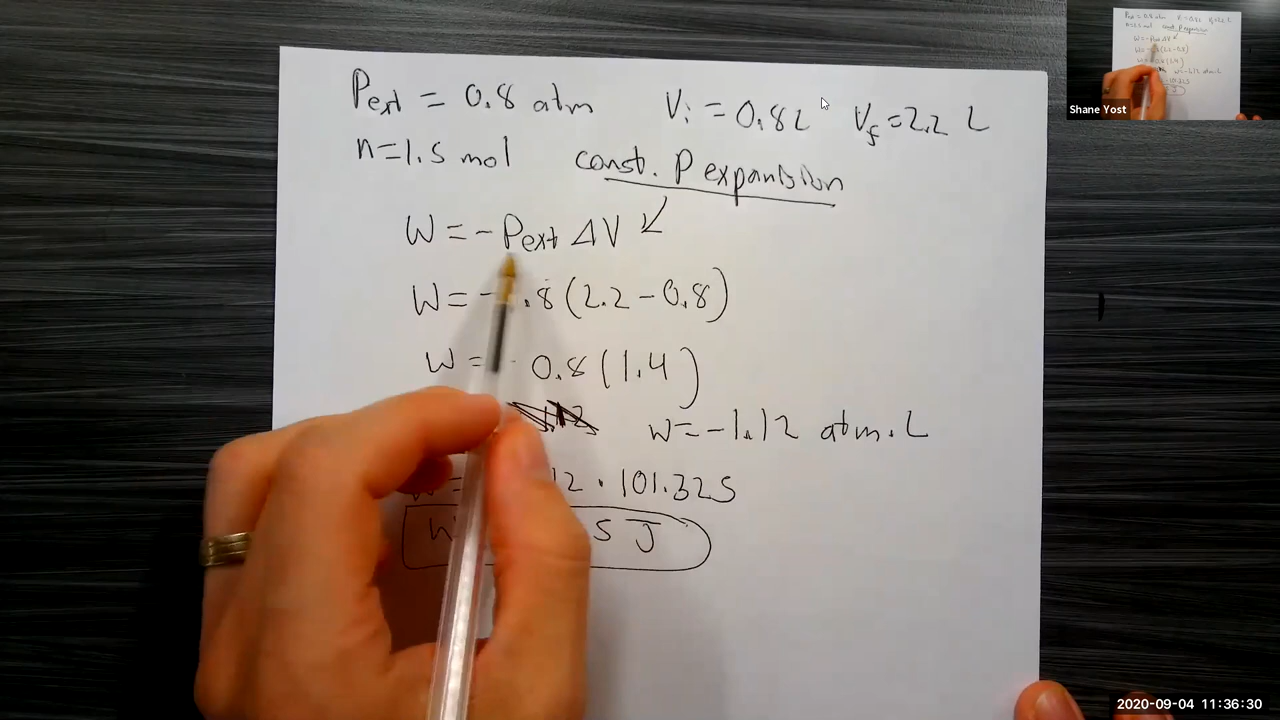 Pext = 0.8 atm Vi = 0.8L Vf = 2.2 L
n=1.5 mol const. P expansion
W = -Pext ΔV
W = - .8(2.2-0.8)
W = 0.8(1.4)
W=-1.12 atm.L
12 · 101.325
W S J
Shane Yost
2020-09-04 11:36:30